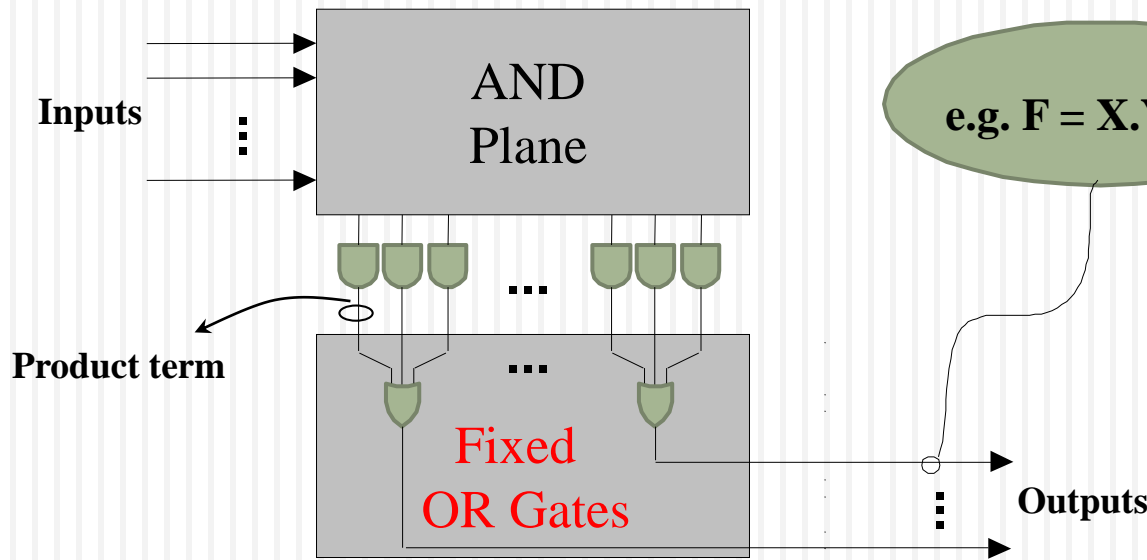 AND
Plane
Inputs
e.g. F = X.
Product term
Fixed
OR Gates
Outputs